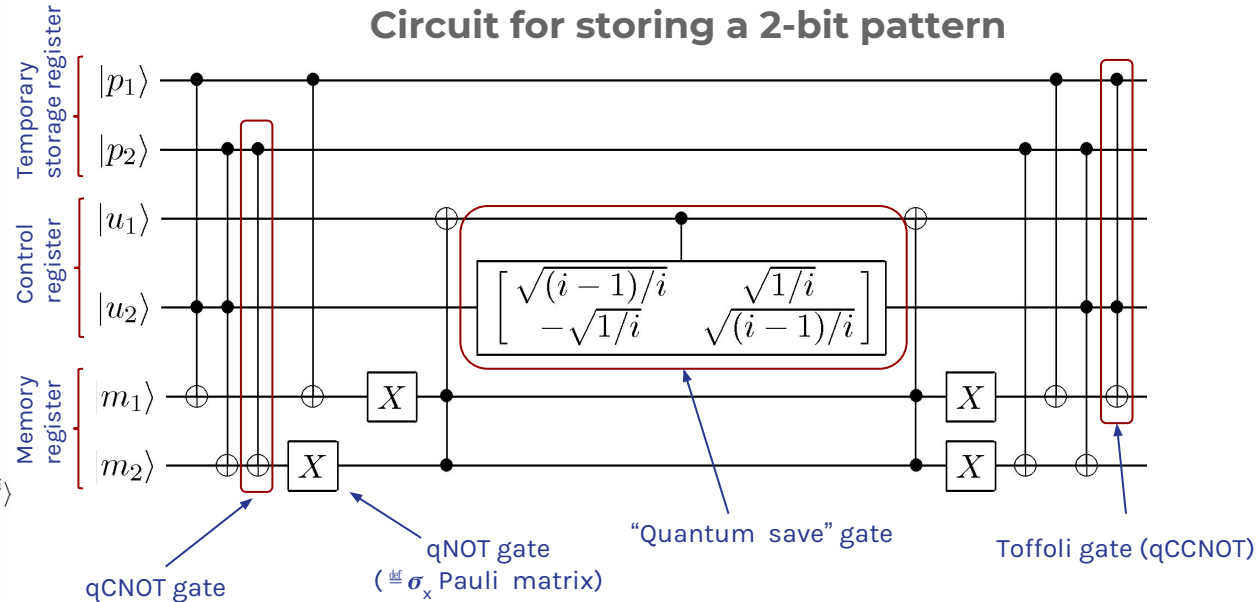 Circuit for storing a 2-bit pattern
Temporary
storage register
|p₁⟩
|p₂⟩
Control
register
|u₁⟩
|u₂⟩
√(i − 1)/i √1/i
−√1/i √(i − 1)/i
Memory
register
|m₁⟩
|m₂⟩
X
X
X
X
⟩
qCNOT gate
qNOT gate
(≝ σₓ Pauli matrix)
“Quantum save” gate
Toffoli gate (qCCNOT)